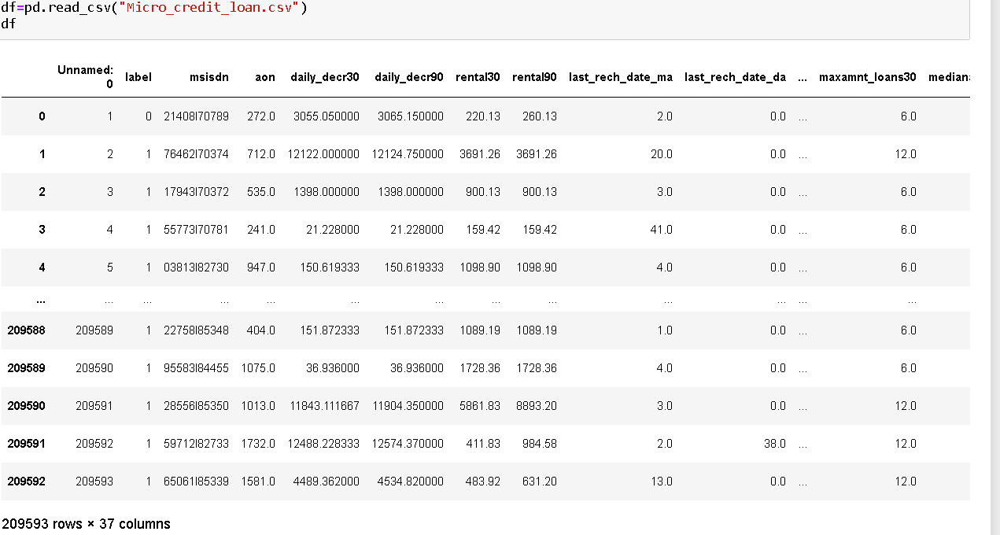 df=pd.read_csv("Micro_credit_loan.csv")
df
Unnamed: 0 label msisdn aon daily_decr30 daily_decr90 rental30 rental90 last_rech_date_ma last_rech_date_da ... maxamnt_loans30
0 1 0 21408I70789 272.0 3055.050000 3065.150000 220.13 260.13 2.0 0.0 ... 6.0
1 2 1 76462I70374 712.0 12122.000000 12124.750000 3691.26 3691.26 20.0 0.0 ... 12.0
2 3 1 17943I70372 535.0 1398.000000 1398.000000 900.13 900.13 3.0 0.0 ... 6.0
3 4 1 55773I70781 241.0 21.228000 21.228000 159.42 159.42 41.0 0.0 ... 6.0
4 5 1 03813I82730 947.0 150.619333 150.619333 1098.90 1098.90 4.0 0.0 ... 6.0
... ... ... ... ... ... ... ... ... ... ... ... ...
209588 209589 1 22758I85348 404.0 151.872333 151.872333 1089.19 1089.19 1.0 0.0 ... 6.0
209589 209590 1 95583I84455 1075.0 36.936000 36.936000 1728.36 1728.36 4.0 0.0 ... 6.0
209590 209591 1 28556I85350 1013.0 11843.111667 11904.350000 5861.83 8893.20 3.0 0.0 ... 12.0
209591 209592 1 59712I82733 1732.0 12488.228333 12574.370000 411.83 984.58 2.0 38.0 ... 12.0
209592 209593 1 65061I85339 1581.0 4489.362000 4534.820000 483.92 631.20 13.0 0.0 ... 12.0
209593 rows × 37 columns